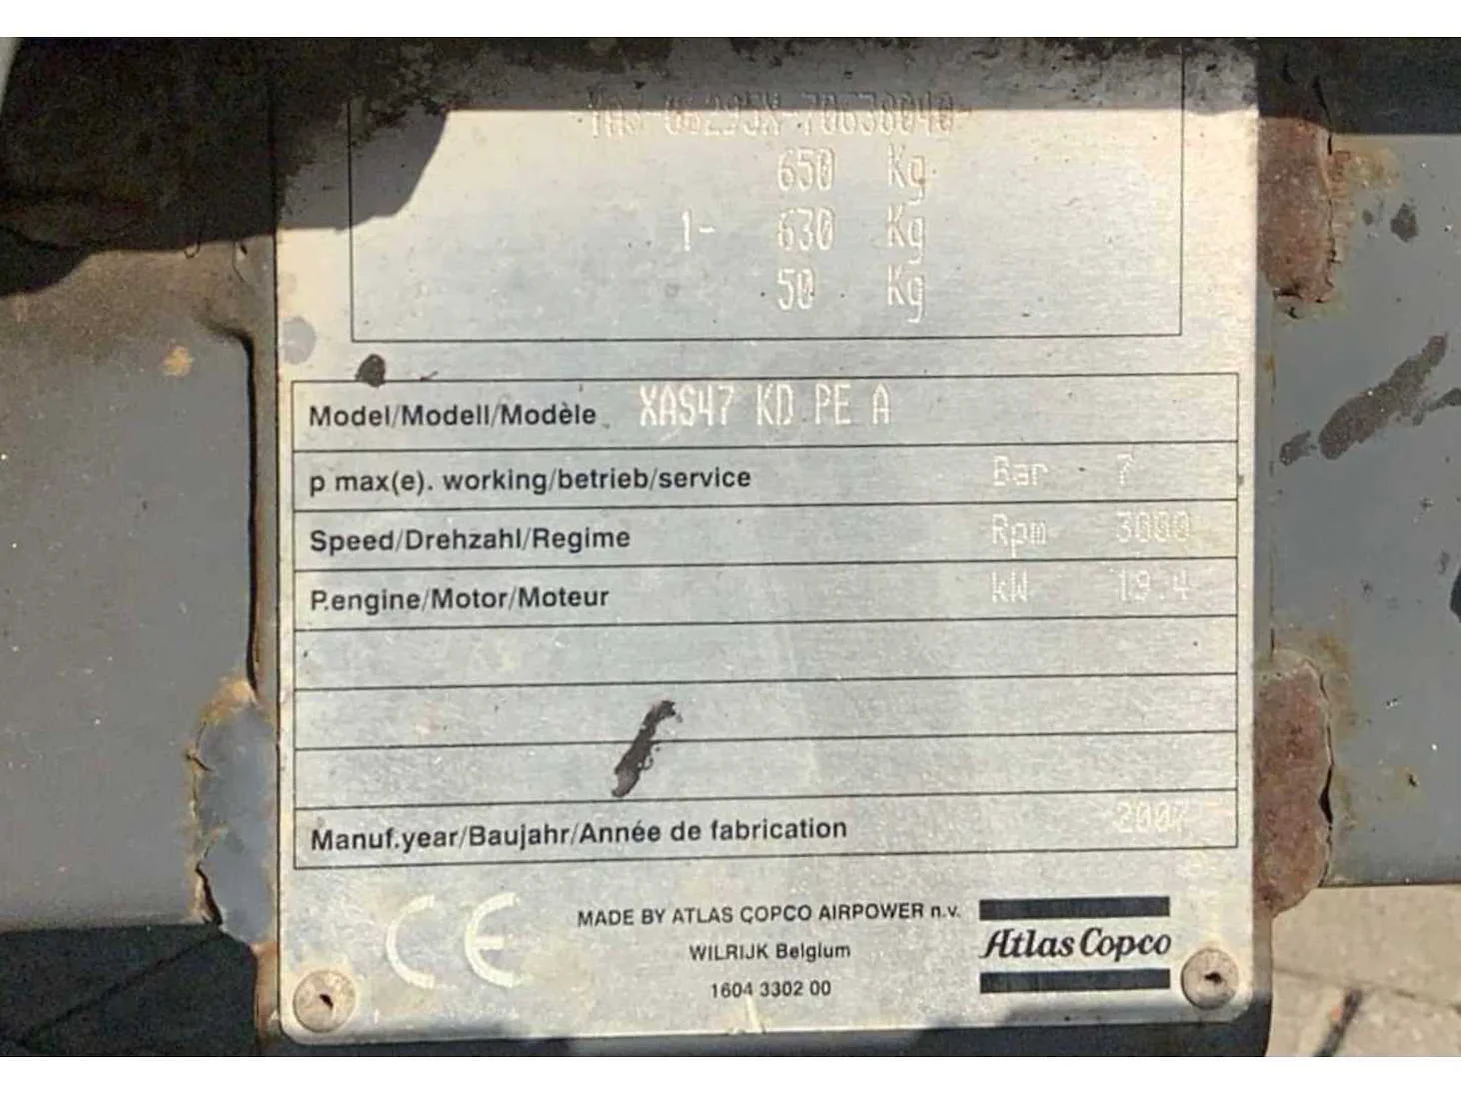 650 Kg
1- 630 Kg
50 Kg
Model/Modell/Modèle XAS47 KD PE A
p max(e). working/betrieb/service Bar 7
Speed/Drehzahl/Regime Rpm 3000
P.engine/Motor/Moteur kW 19.4
Manuf.year/Baujahr/Année de fabrication 2007
CE
MADE BY ATLAS COPCO AIRPOWER n.v.
WILRIJK Belgium
1604 3302 00
Atlas Copco